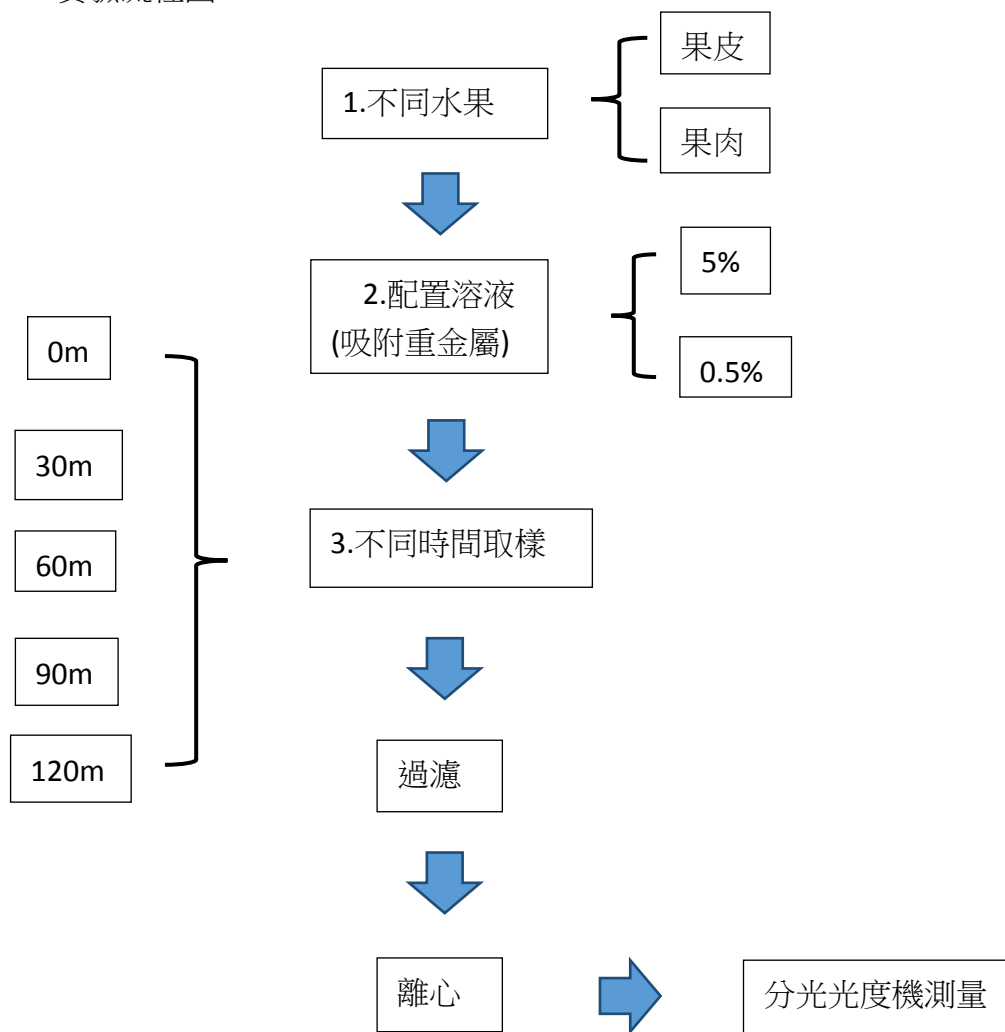 果皮
1.不同水果
果肉
5%
2.配置溶液
(吸附重金屬)
0m
0.5%
30m
3.不同時間取樣
60m
90m
120m
過濾
離心
分光光度機測量